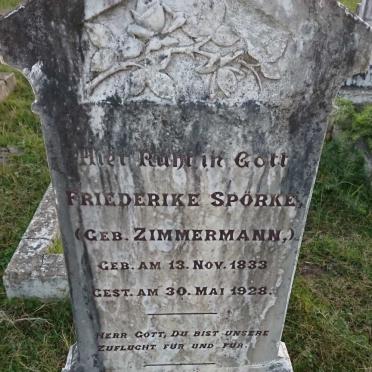 Hier Ruht in Gott
FRIEDERIKE SPÖRKE,
(GEB. ZIMMERMANN,)
GEB. AM 13. NOV. 1833
GEST. AM 30. MAI 1928.
HERR GOTT, DU BIST UNSERE
ZUFLUCHT FÜR UND FÜR.